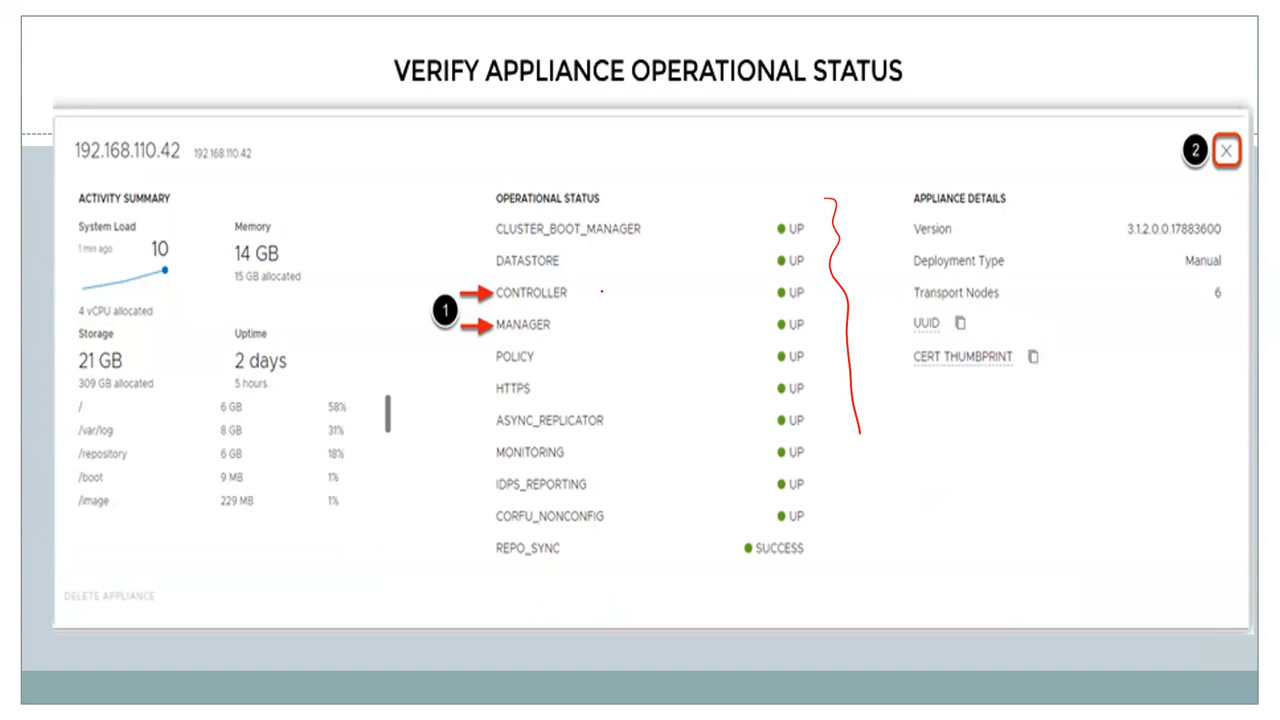 VERIFY APPLIANCE OPERATIONAL STATUS
192.168.110.42 192.168.110.42
2
ACTIVITY SUMMARY
System Load
1 min ago 10
4 vCPU allocated
Memory
14 GB
15 GB allocated
Storage
21 GB
309 GB allocated
Uptime
2 days
5 hours
/ 6 GB 58%
/var/log 8 GB 31%
/repository 6 GB 18%
/boot 9 MB 1%
/image 229 MB 1%
DELETE APPLIANCE
OPERATIONAL STATUS
CLUSTER_BOOT_MANAGER UP
DATASTORE UP
CONTROLLER UP
1
MANAGER UP
POLICY UP
HTTPS UP
ASYNC_REPLICATOR UP
MONITORING UP
IDPS_REPORTING UP
CORFU_NONCONFIG UP
REPO_SYNC SUCCESS
APPLIANCE DETAILS
Version 3.1.2.0.0.17883600
Deployment Type Manual
Transport Nodes 6
UUID
CERT THUMBPRINT